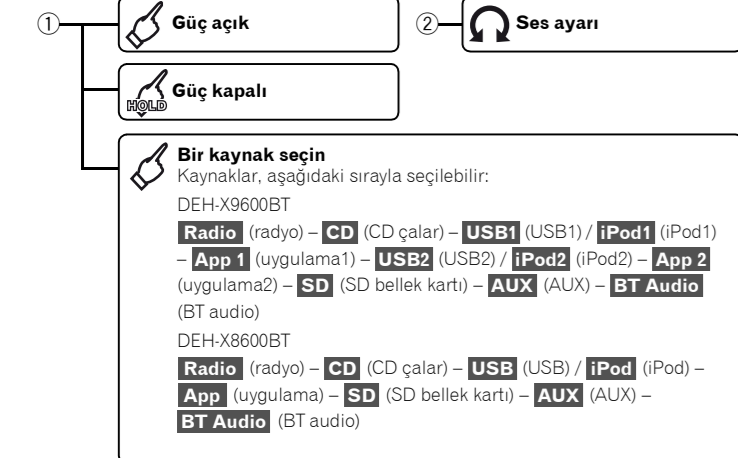 ① Güç açık
② Ses ayarı
HOLD Güç kapalı
Bir kaynak seçin
Kaynaklar, aşağıdaki sırayla seçilebilir:
DEH-X9600BT
Radio (radyo) – CD (CD çalar) – USB1 (USB1) / iPod1 (iPod1)
– App 1 (uygulama1) – USB2 (USB2) / iPod2 (iPod2) – App 2
(uygulama2) – SD (SD bellek kartı) – AUX (AUX) – BT Audio
(BT audio)
DEH-X8600BT
Radio (radyo) – CD (CD çalar) – USB (USB) / iPod (iPod) –
App (uygulama) – SD (SD bellek kartı) – AUX (AUX) –
BT Audio (BT audio)